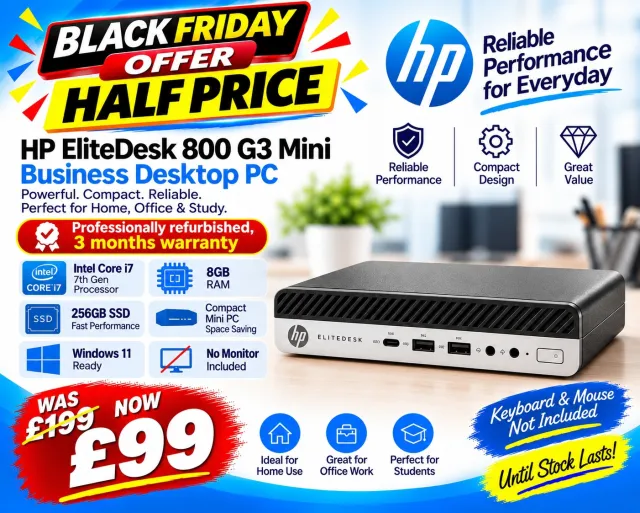 BLACK FRIDAY
OFFER
HALF PRICE
hp
Reliable
Performance
for Everyday
Reliable
Performance
Compact
Design
Great
Value
HP EliteDesk 800 G3 Mini
Business Desktop PC
Powerful. Compact. Reliable.
Perfect for Home, Office & Study.
Professionally refurbished,
3 months warranty
intel
CORE i7
Intel Core i7
7th Gen
Processor
8GB
RAM
SSD
256GB SSD
Fast Performance
Compact
Mini PC
Space Saving
Windows 11
Ready
No Monitor
Included
hp
ELITEDESK
WAS
£199
NOW
£99
Ideal for
Home Use
Great for
Office Work
Perfect for
Students
Keyboard & Mouse
Not Included
Until Stock Lasts!